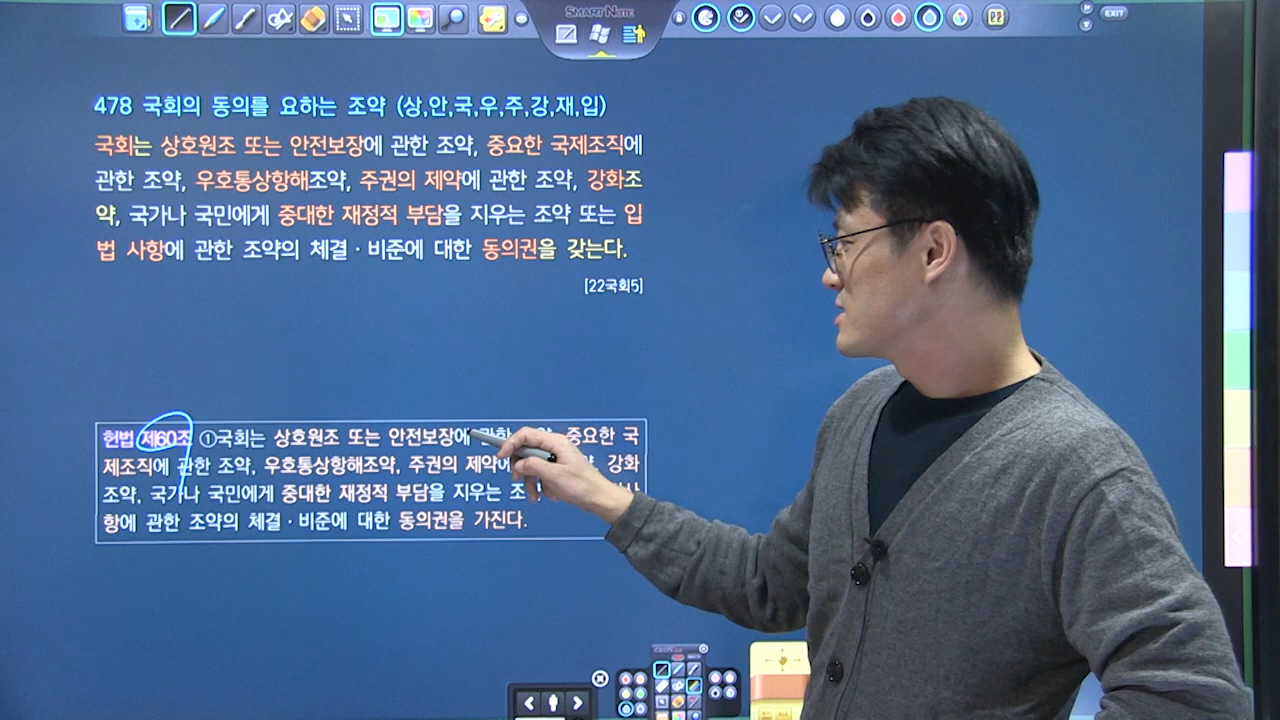 SMART NOTE
EXIT
478 국회의 동의를 요하는 조약 (상,안,국,우,주,강,재,입)
국회는 상호원조 또는 안전보장에 관한 조약, 중요한 국제조직에
관한 조약, 우호통상항해조약, 주권의 제약에 관한 조약, 강화조
약, 국가나 국민에게 중대한 재정적 부담을 지우는 조약 또는 입
법 사항에 관한 조약의 체결·비준에 대한 동의권을 갖는다.
[22국회5]
헌법 제60조 ①국회는 상호원조 또는 안전보장에 중요한 국
제조직에 관한 조약, 우호통상항해조약, 주권의 제약에 강화
조약, 국가나 국민에게 중대한 재정적 부담을 지우는
항에 관한 조약의 체결·비준에 대한 동의권을 가진다.